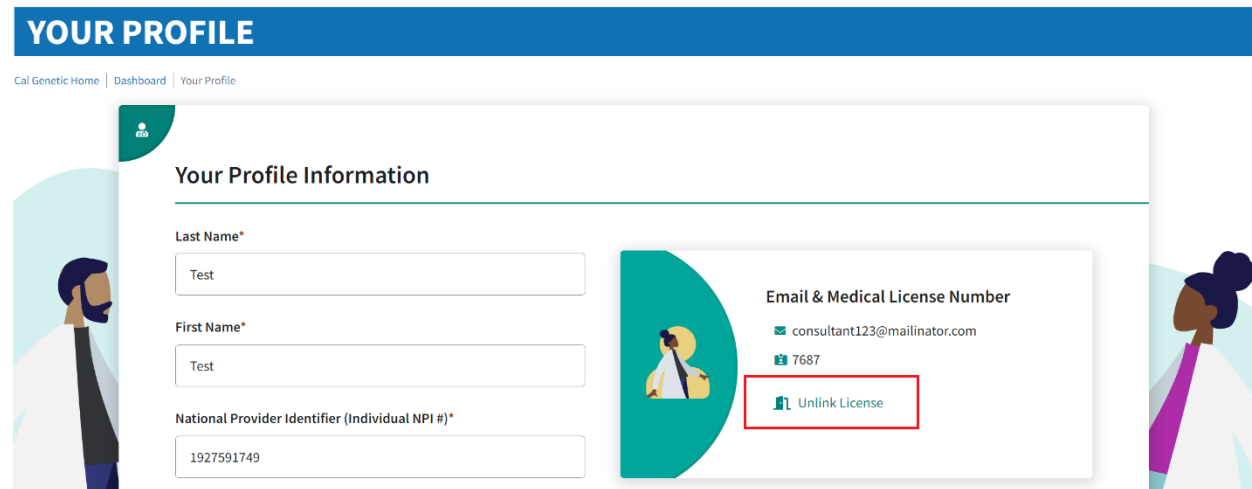 YOUR PROFILE
Cal Genetic Home | Dashboard | Your Profile
Your Profile Information
Last Name*
Test
First Name*
Test
National Provider Identifier (Individual NPI #)*
1927591749
Email & Medical License Number
consultant123@mailinator.com
7687
Unlink License